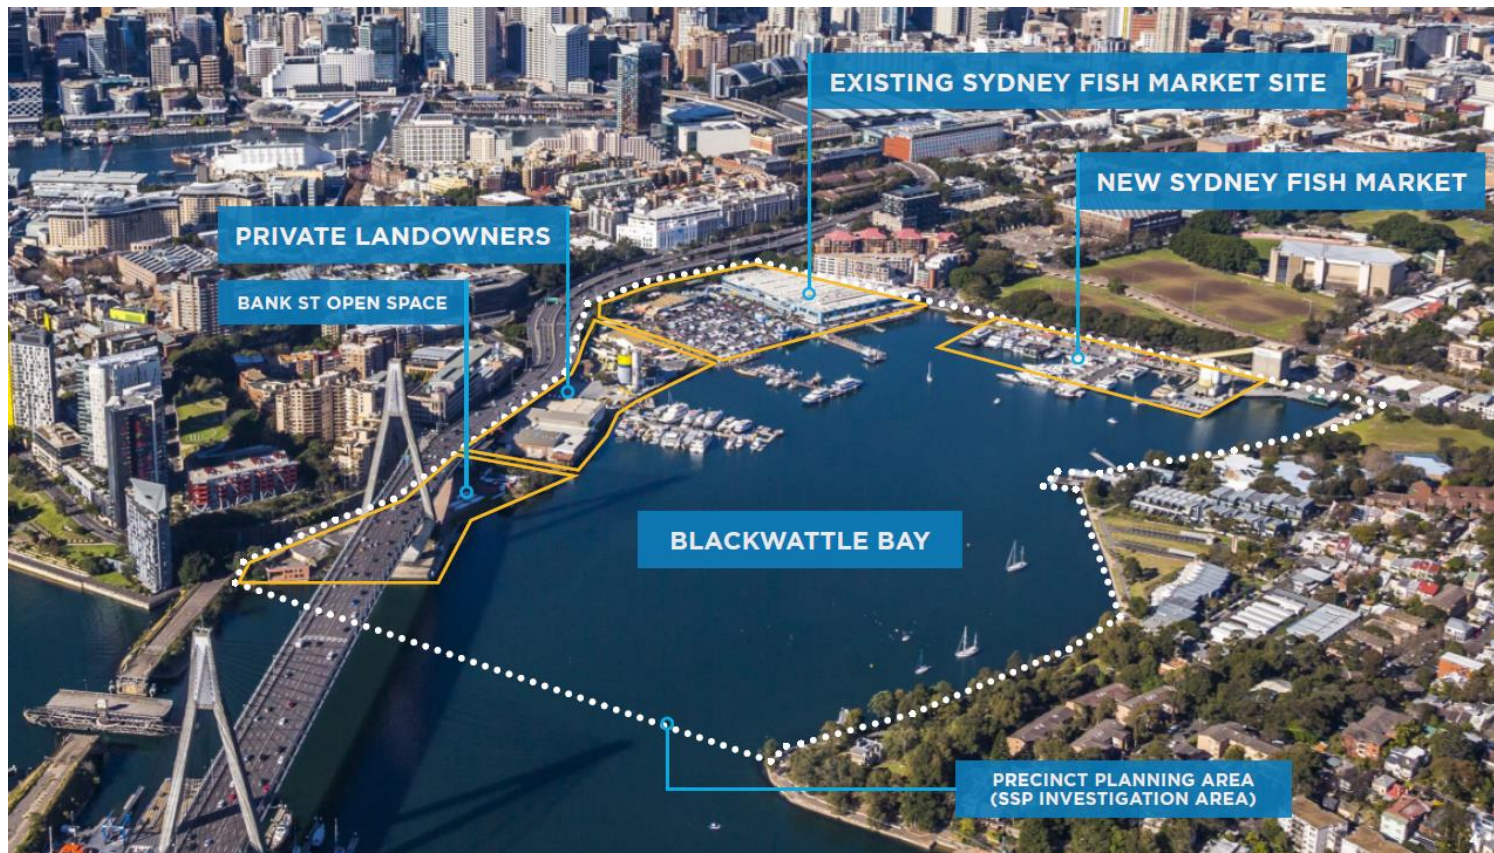 EXISTING SYDNEY FISH MARKET SITE
NEW SYDNEY FISH MARKET
PRIVATE LANDOWNERS
BANK ST OPEN SPACE
BLACKWATTLE BAY
PRECINCT PLANNING AREA
(SSP INVESTIGATION AREA)